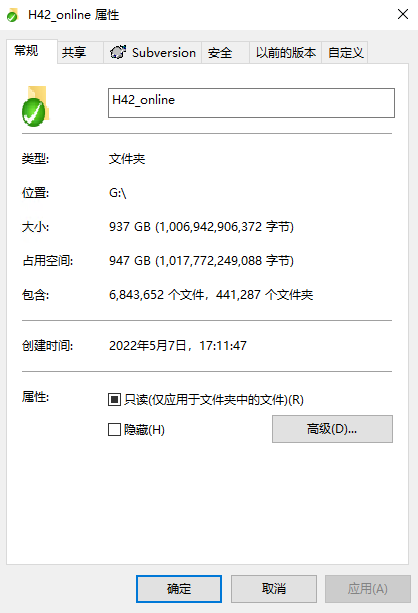 H42_online 属性
常规 共享 Subversion 安全 以前的版本 自定义
H42_online
类型: 文件夹
位置: G:\
大小: 937 GB (1,006,942,906,372 字节)
占用空间: 947 GB (1,017,772,249,088 字节)
包含: 6,843,652 个文件，441,287 个文件夹
创建时间: 2022年5月7日，17:11:47
属性: 只读(仅应用于文件夹中的文件)(R)
隐藏(H) 高级(D)...
确定 取消 应用(A)